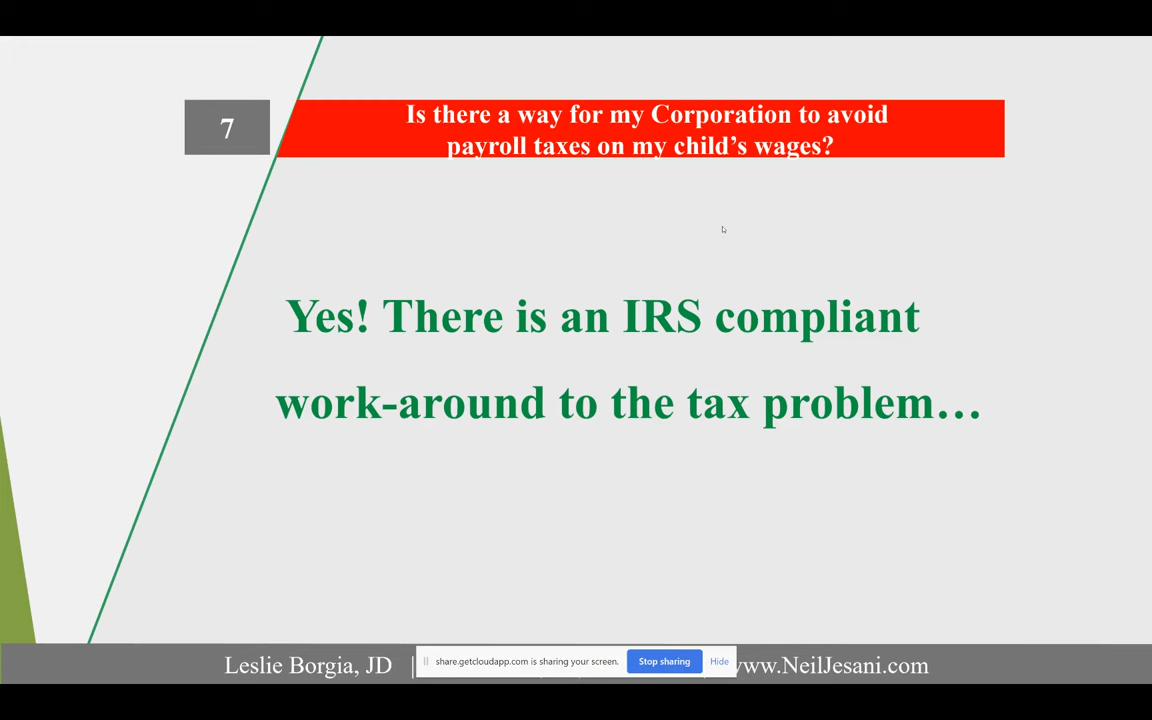 7
Is there a way for my Corporation to avoid
payroll taxes on my child's wages?
Yes! There is an IRS compliant
work-around to the tax problem…
Leslie Borgia, JD |
share.getcloudapp.com is sharing your screen.
Stop sharing
Hide
www.NeilJesani.com